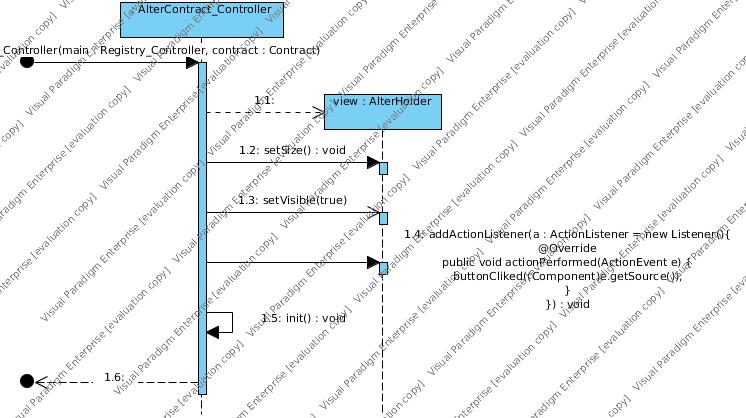 AlterContract_Controller
_Controller(main : Registry_Controller, contract : Contract)
1.1:
view : AlterHolder
1.2: setSize() : void
1.3: setVisible(true)
1.4: addActionListener(a : ActionListener = new Listener(){
@Override
public void actionPerformed(ActionEvent e) {
buttonCliked((Component)e.getSource());
}
}) : void
1.5: init() : void
1.6:
Visual Paradigm Enterprise [evaluation copy]